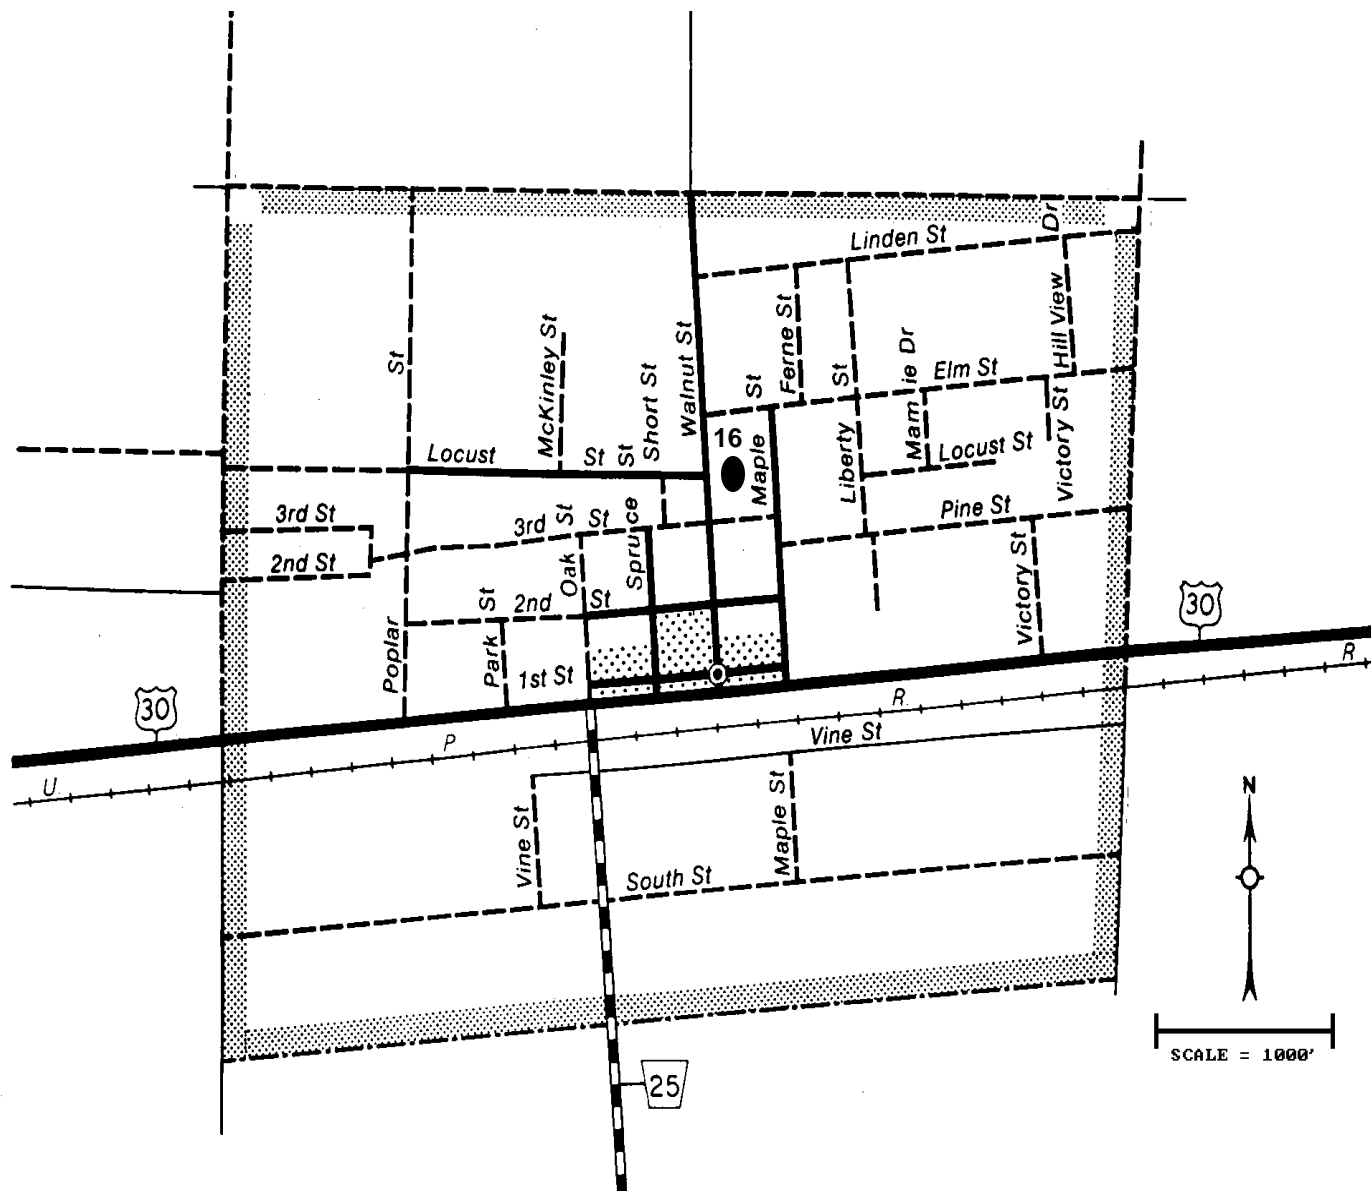 Linden St
Dr
Hill View
Ferne St
McKinley St
Walnut St
Short St
St
St
St
Mam ie Dr
Elm St
16
Maple
Liberty
Locust St
Victory St
Locust
St
St
3rd St
3rd
St
St
Spruce
Pine St
2nd St
Oak
St
2nd
St
Victory St
30
Poplar
Park
1st St
30
R
R.
P
U.
Vine St
Vine St
Maple St
N
South St
SCALE = 1000'
25